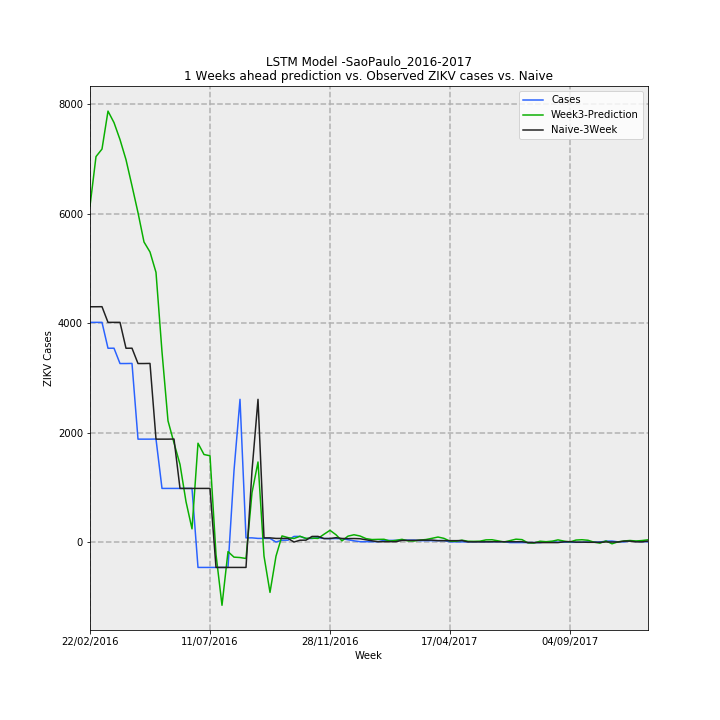 LSTM Model -SaoPaulo_2016-2017
1 Weeks ahead prediction vs. Observed ZIKV cases vs. Naive
Cases
Week3-Prediction
Naive-3Week
8000
6000
4000
2000
0
ZIKV Cases
22/02/2016 11/07/2016 28/11/2016 17/04/2017 04/09/2017
Week